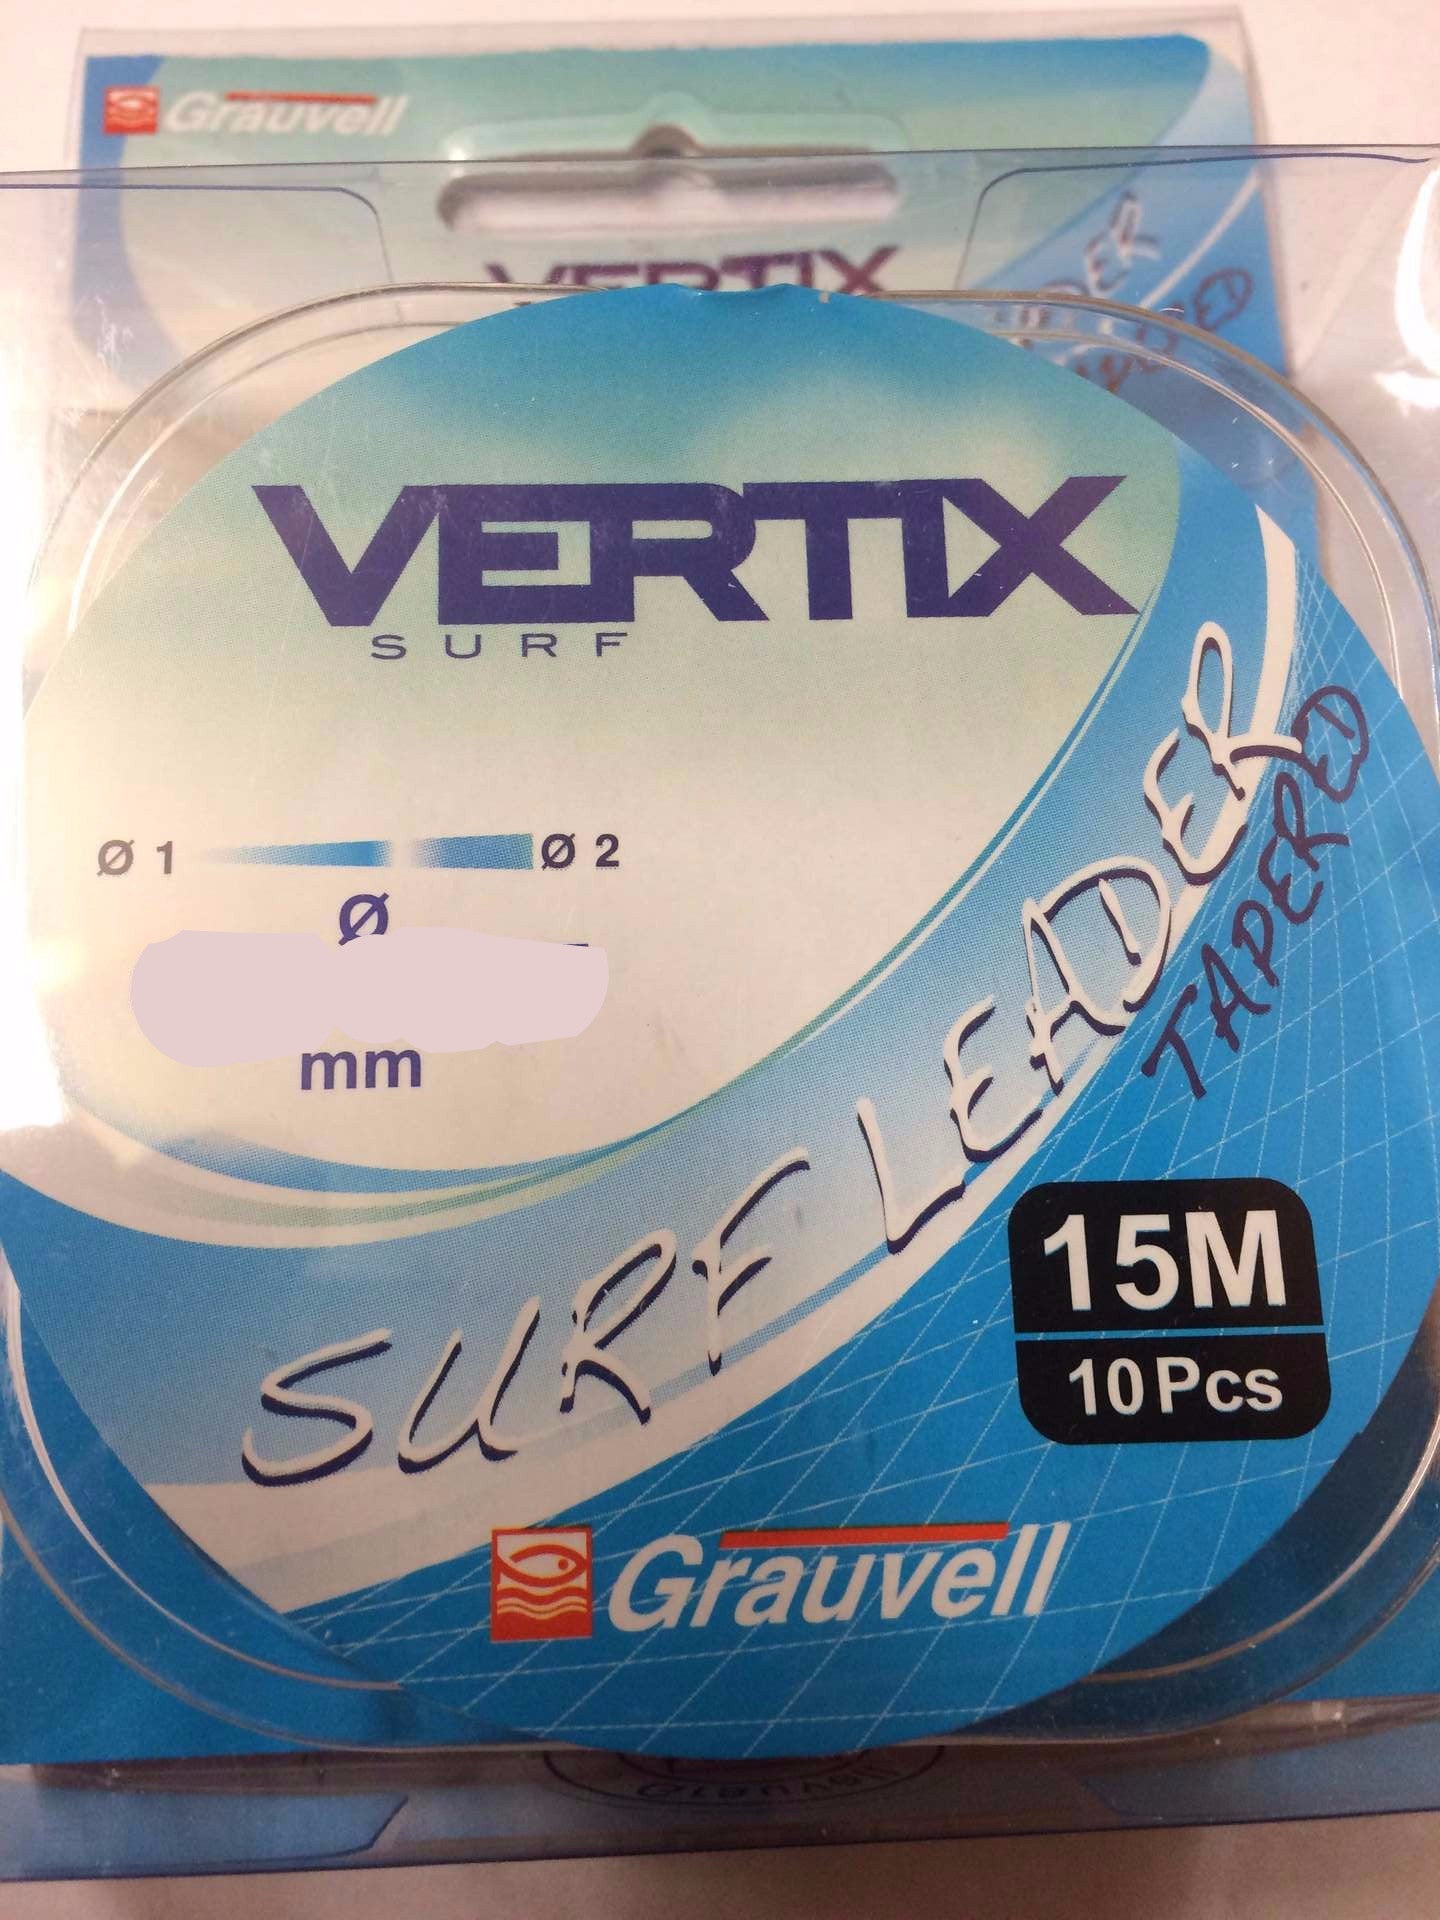 Grauvell
VERTIX
VERTIX
SURF
Ø 1 Ø 2
Ø
mm
SURF LEADER
TAPERED
15M
10Pcs
Grauvell